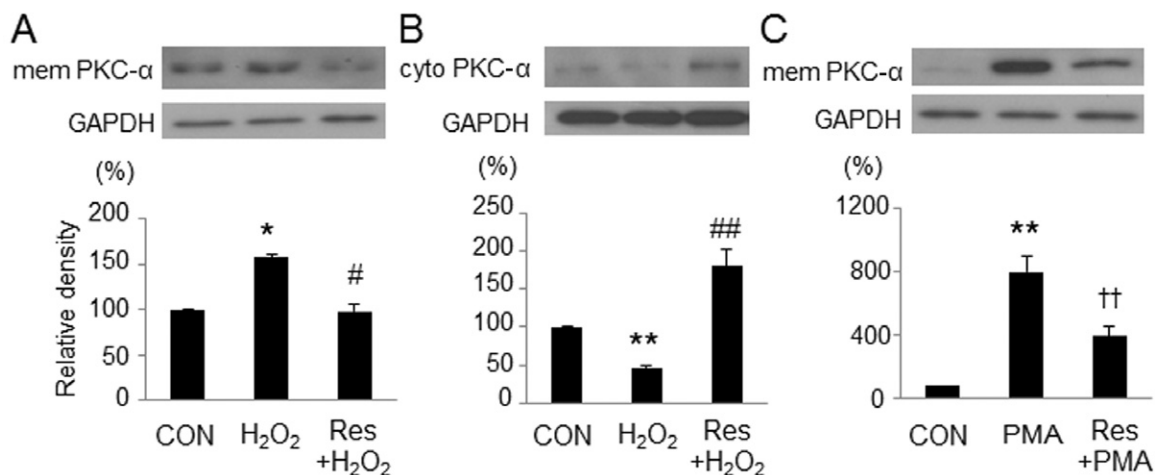 A
mem PKC-α
GAPDH
(%)
Relative density
200
150
100
50
0
*
#
CON
H₂O₂
Res
+H₂O₂
B
cyto PKC-α
GAPDH
(%)
250
200
150
100
50
0
**
##
CON
H₂O₂
Res
+H₂O₂
C
mem PKC-α
GAPDH
(%)
1200
800
400
0
**
††
CON
PMA
Res
+PMA